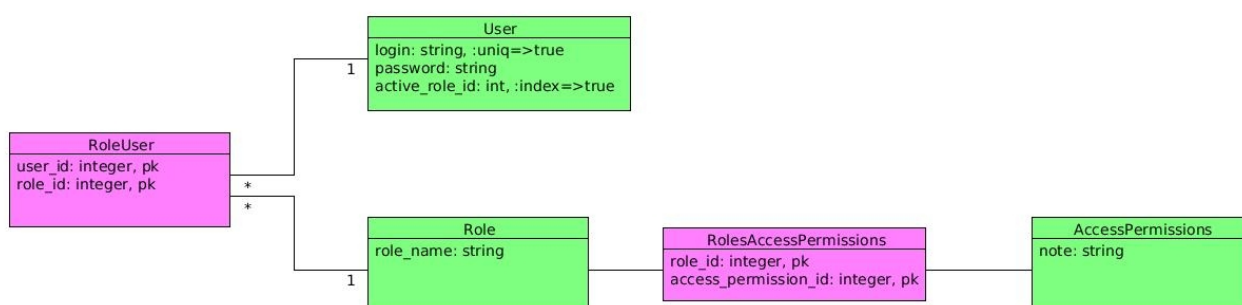 User
login: string, :uniq=>true
password: string
active_role_id: int, :index=>true
1
RoleUser
user_id: integer, pk
role_id: integer, pk
*
*
Role
role_name: string
1
RolesAccessPermissions
role_id: integer, pk
access_permission_id: integer, pk
AccessPermissions
note: string